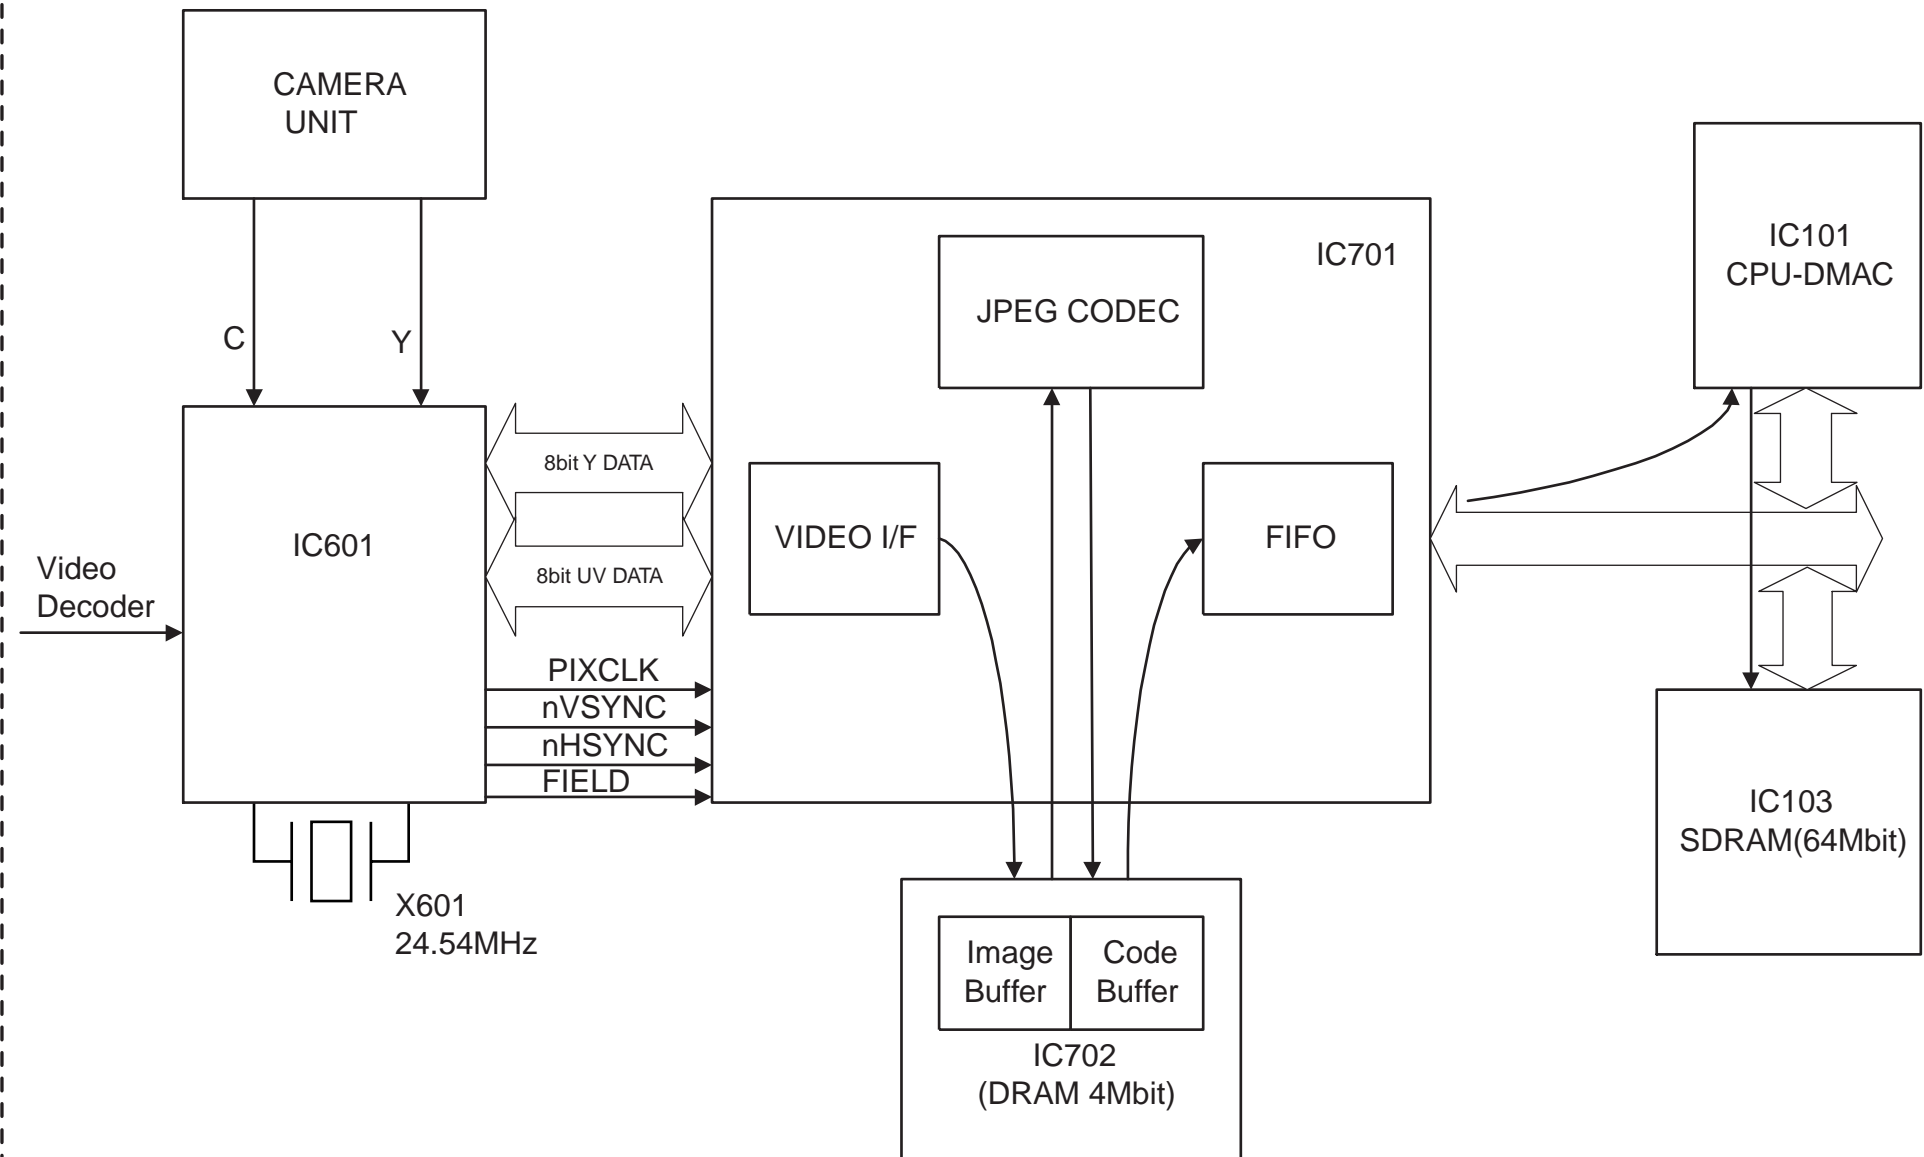 CAMERA
UNIT
C
Y
IC601
Video
Decoder
8bit Y DATA
8bit UV DATA
PIXCLK
nVSYNC
nHSYNC
FIELD
X601
24.54MHz
IC701
JPEG CODEC
VIDEO I/F
FIFO
Image
Buffer
Code
Buffer
IC702
(DRAM 4Mbit)
IC101
CPU-DMAC
IC103
SDRAM(64Mbit)